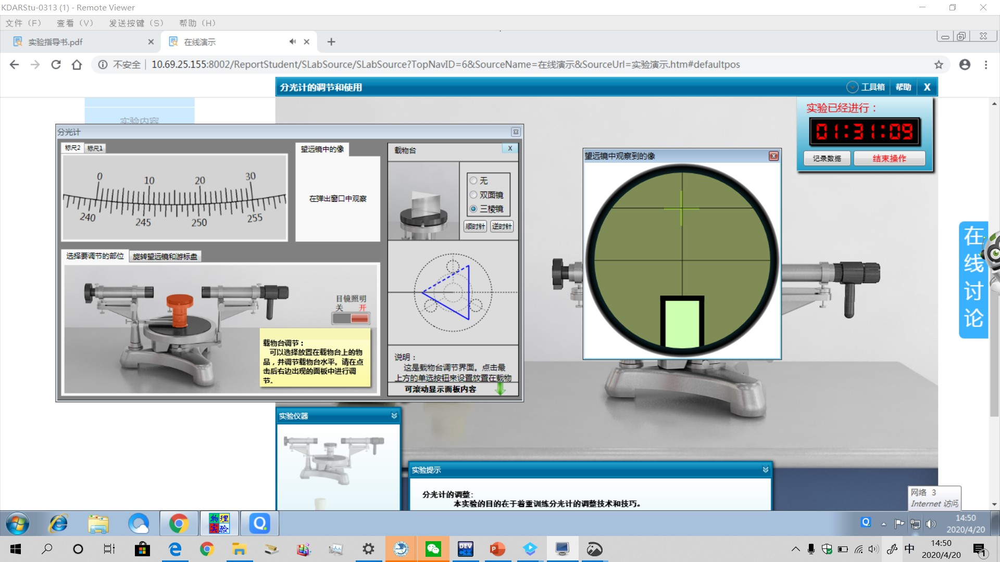 KDARStu-0313 (1) - Remote Viewer
文件（F） 查看（V） 发送按键（S） 帮助（H）
实验指导书.pdf
在线演示
不安全 | 10.69.25.155:8002/ReportStudent/SLabSource/SLabSource?TopNavID=6&SourceName=在线演示&SourceUrl=实验演示.htm#defaultpos
分光计的调节和使用
工具箱
帮助
X
实验已经进行：
01:31:09
记录数据
结束操作
实验内容
分光计
标尺2
标尺1
0 10 20 30
240 245 250 255
望远镜中的像
在弹出窗口中观察
载物台
X
无
双面镜
三棱镜
顺时针
逆时针
望远镜中观察到的像
选择要调节的部位
旋转望远镜和游标盘
目镜照明
关 开
载物台调节：
可以选择放置在载物台上的物
品，并调节载物台水平。请在点
击后右边出现的面板中进行调
节。
说明：
这是载物台调节界面。点击最
上方的单选按钮来设置放置在载物
可滚动显示面板内容
在线讨论
实验仪器
实验提示
分光计的调整:
本实验的目的在于着重训练分光计的调整技术和技巧。
网络 3
Internet 访问
物理
实验
14:50
2020/4/20
DEV
中
14:50
2020/4/20
1